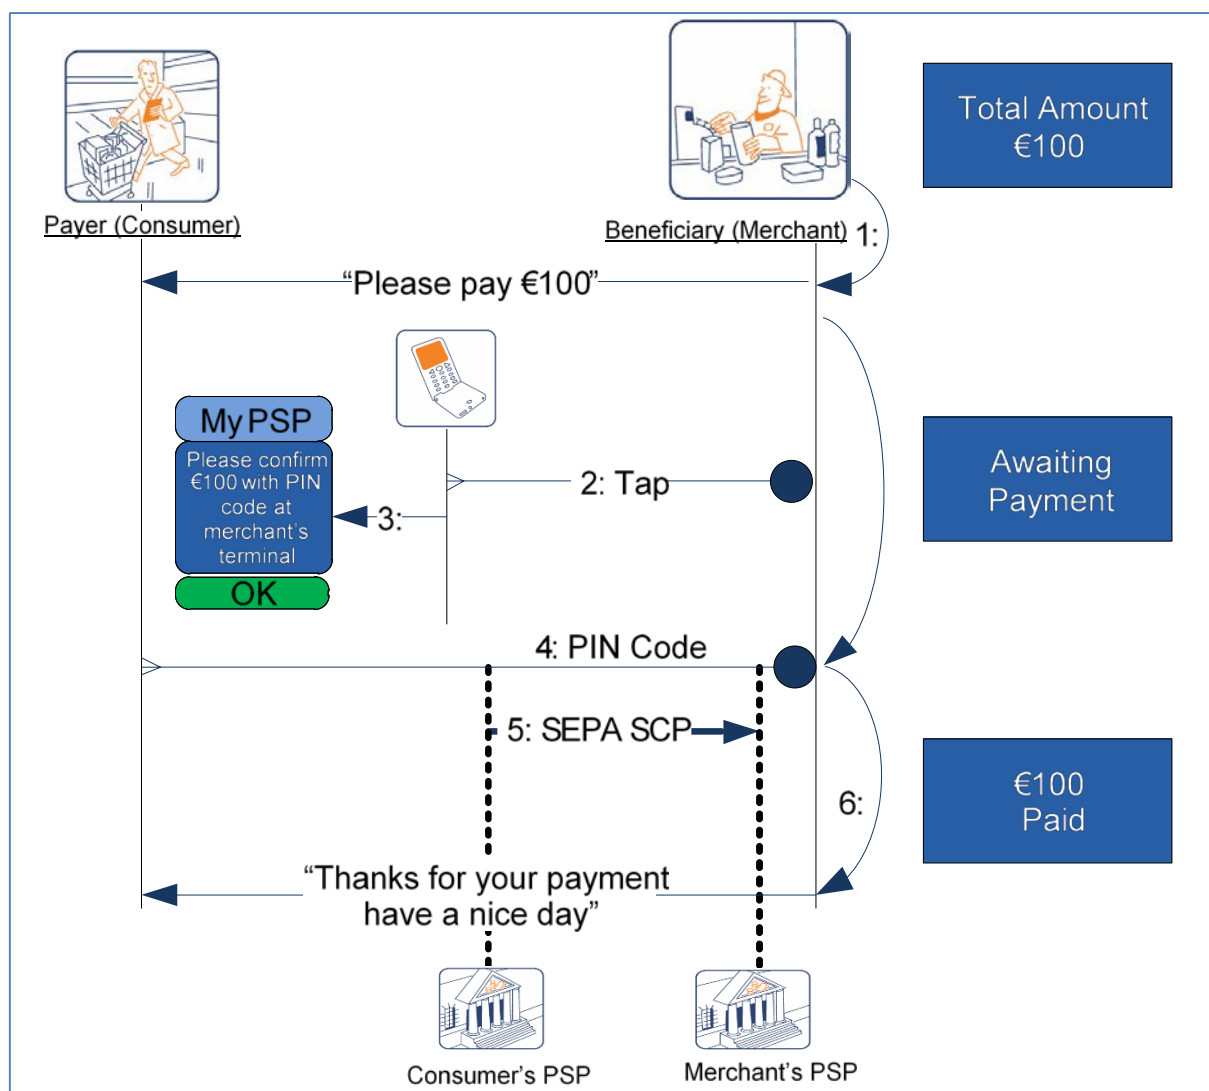 Total Amount
€100
Payer (Consumer)
Beneficiary (Merchant)
1:
“Please pay €100”
My PSP
Please confirm
€100 with PIN
code at
merchant’s
terminal
OK
2: Tap
3:
Awaiting
Payment
4: PIN Code
5: SEPA SCP
6:
€100
Paid
“Thanks for your payment
have a nice day”
Consumer’s PSP
Merchant’s PSP